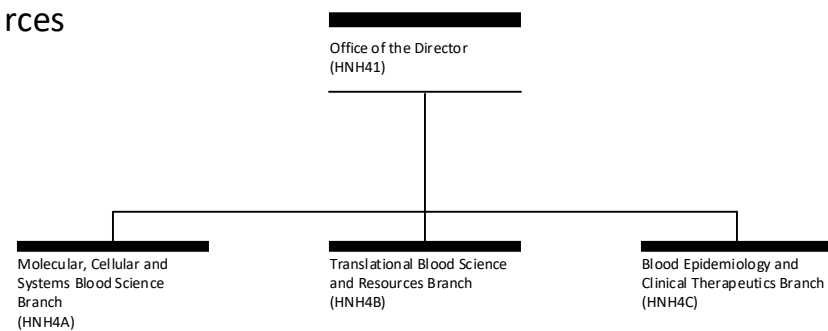 rces
Office of the Director
(HNH41)
Molecular, Cellular and
Systems Blood Science
Branch
(HNH4A)
Translational Blood Science
and Resources Branch
(HNH4B)
Blood Epidemiology and
Clinical Therapeutics Branch
(HNH4C)